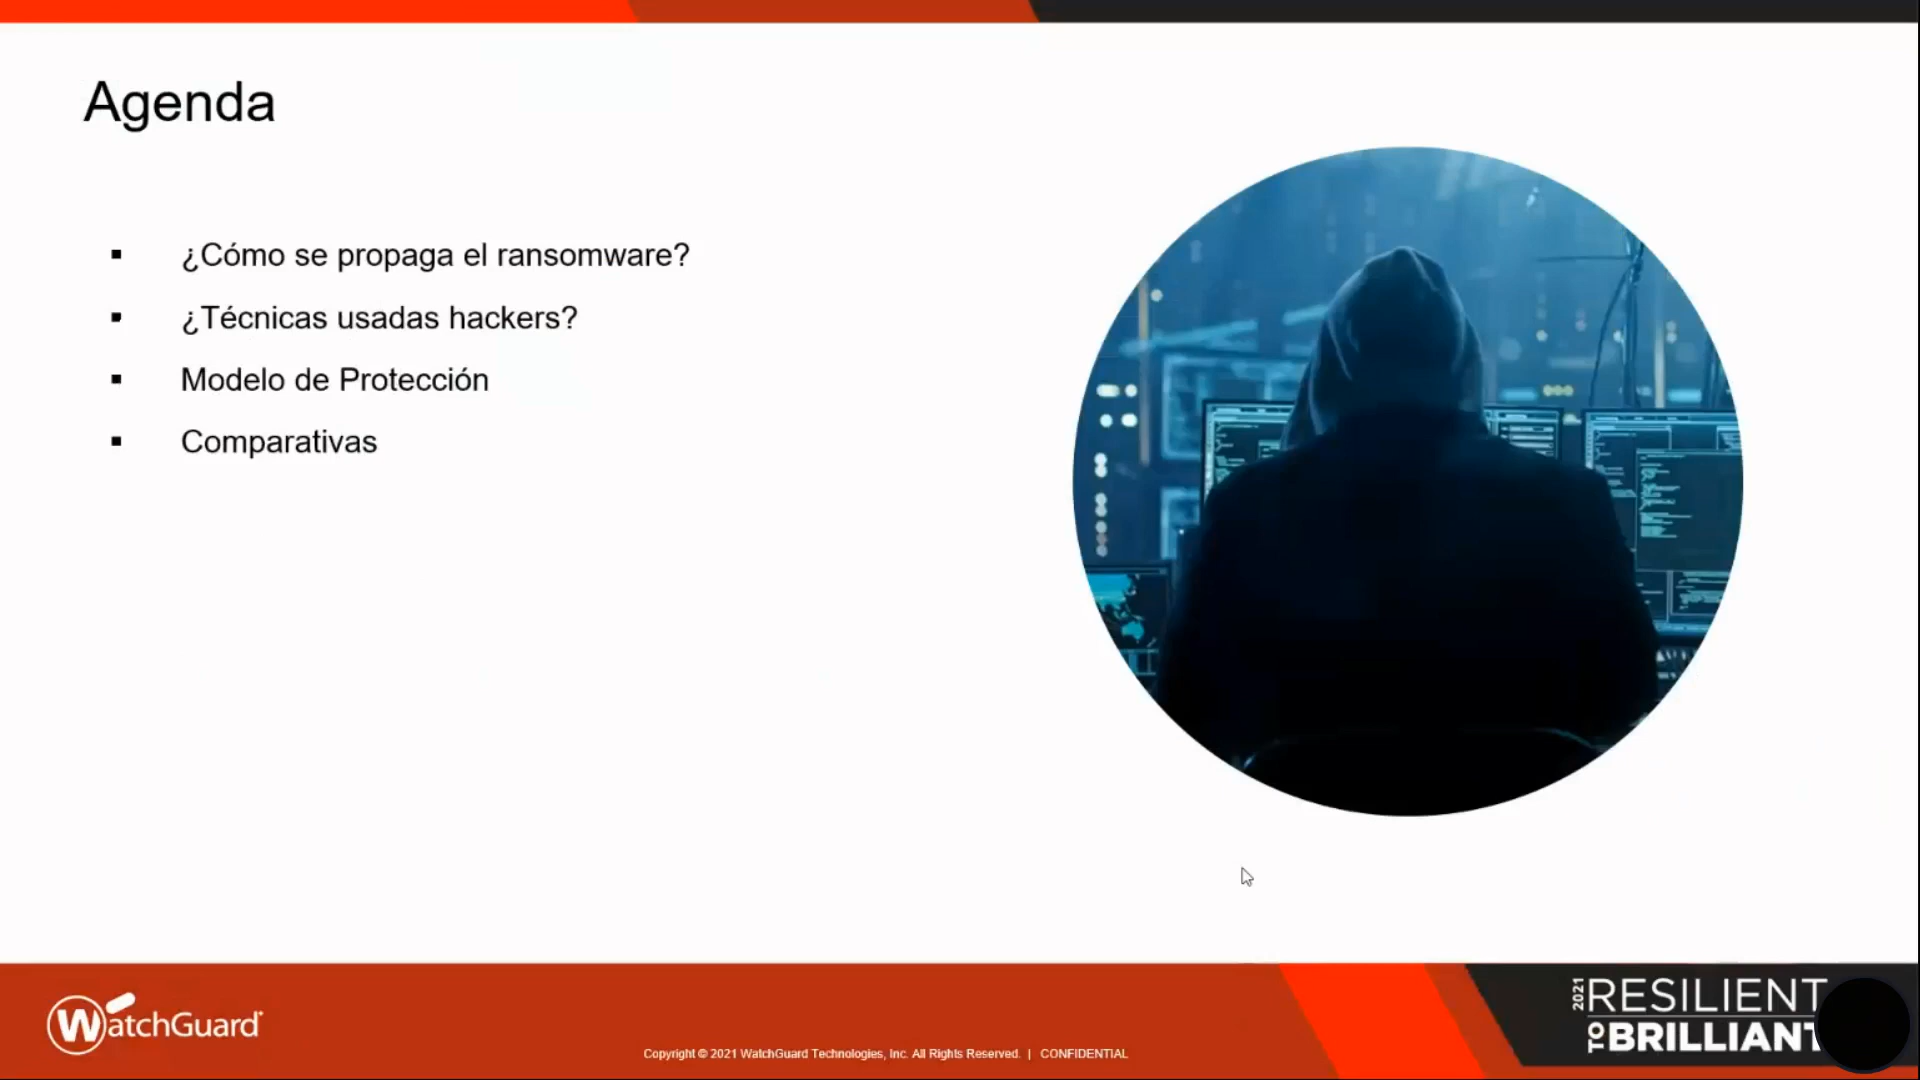 Agenda
¿Cómo se propaga el ransomware?
¿Técnicas usadas hackers?
Modelo de Protección
Comparativas
WatchGuard
Copyright © 2021 WatchGuard Technologies, Inc. All Rights Reserved. | CONFIDENTIAL
2021 RESILIENT
TO BRILLIANT